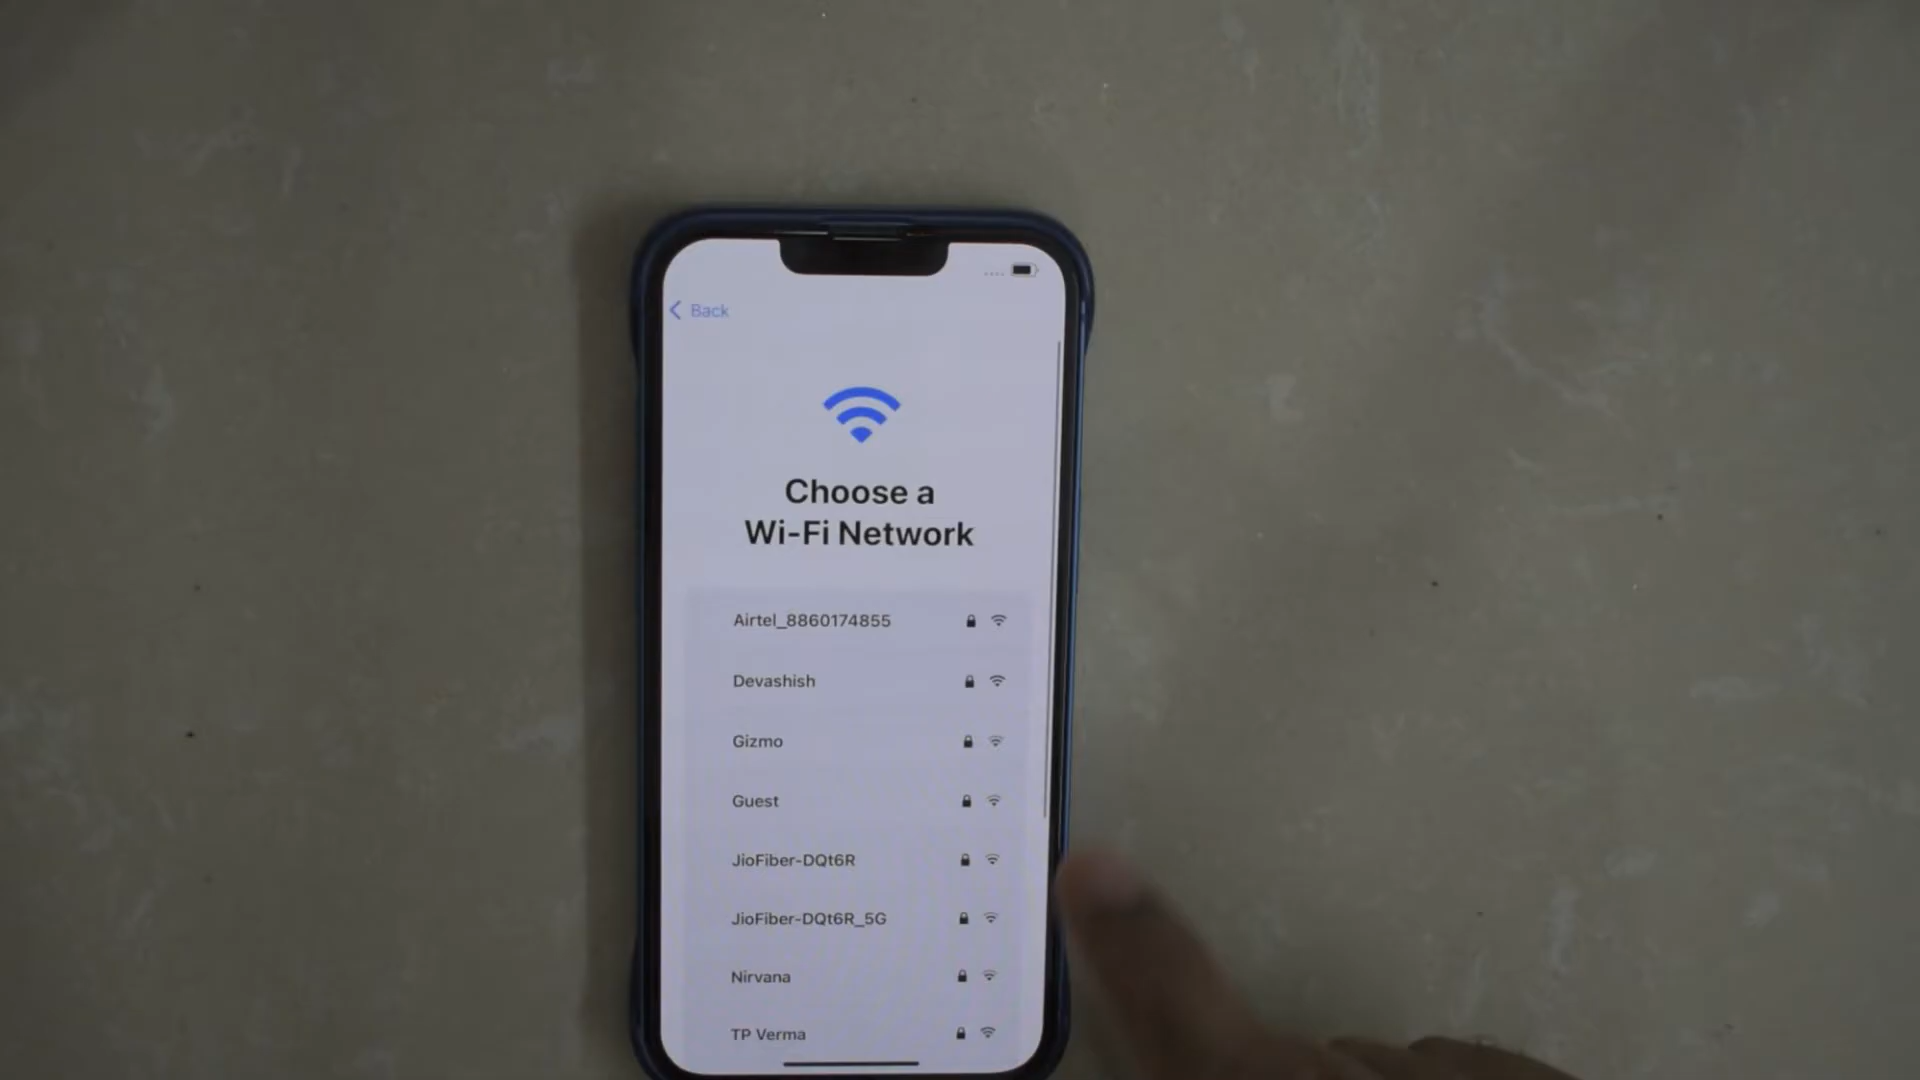 Back
Choose a
Wi-Fi Network
Airtel_8860174855
Devashish
Gizmo
Guest
JioFiber-DQt6R
JioFiber-DQt6R_5G
Nirvana
TP Verma